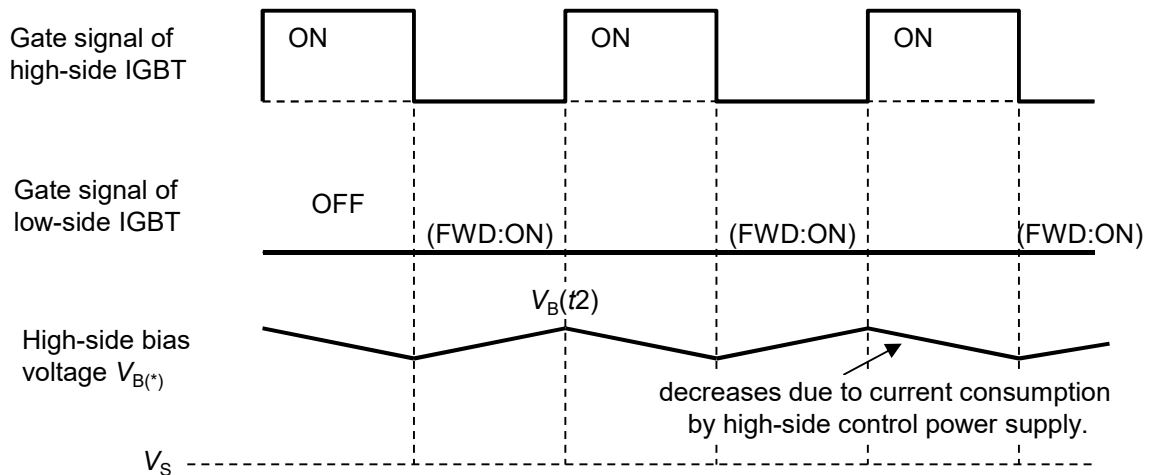 Gate signal of
high-side IGBT
ON
ON
ON
Gate signal of
low-side IGBT
OFF
(FWD:ON)
(FWD:ON)
(FWD:ON)
VB(t2)
High-side bias
voltage VB(*)
decreases due to current consumption
by high-side control power supply.
VS